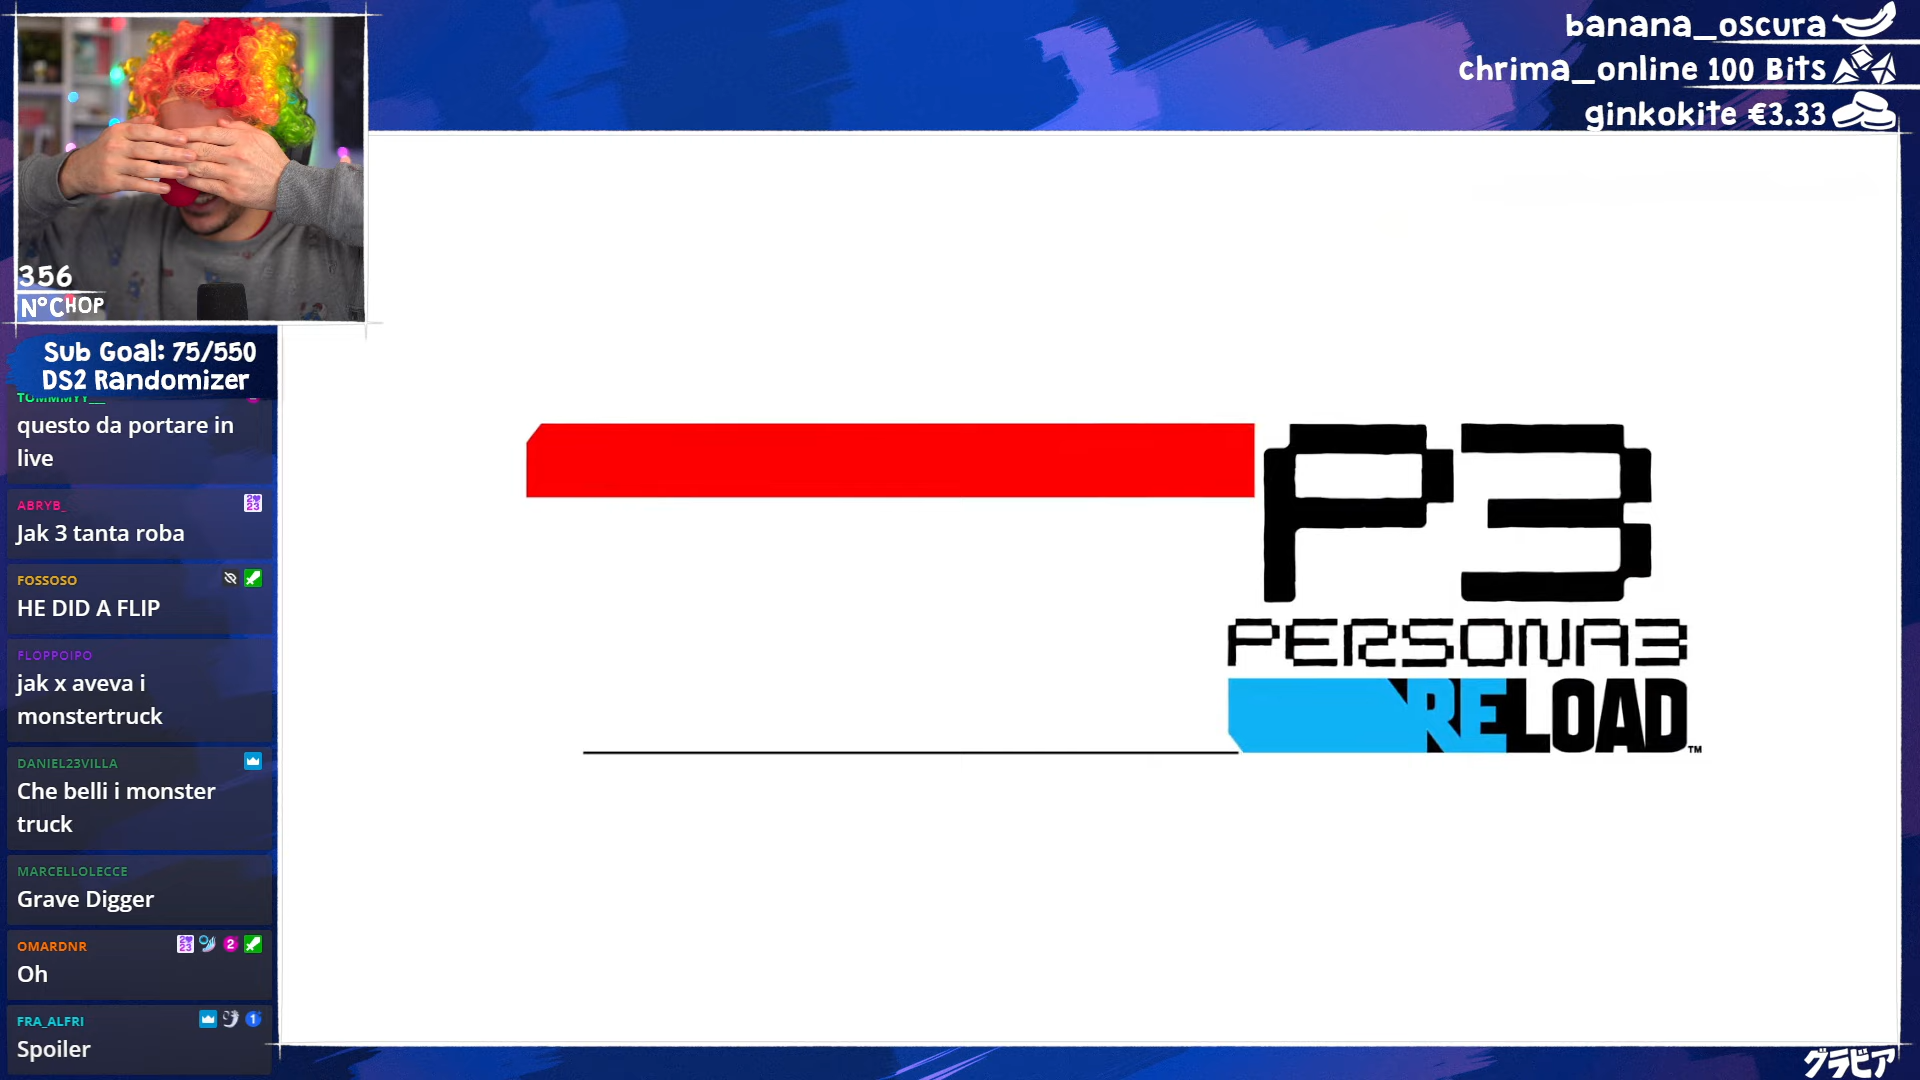 banana_oscura
chrima_online 100 Bits
ginkokite €3.33
356
N°CHOP
Sub Goal: 75/550
DS2 Randomizer
TOMMMYY__
questo da portare in
live
ABRYB_
Jak 3 tanta roba
FOSSOSO
HE DID A FLIP
FLOPPOIPO
jak x aveva i
monstertruck
DANIEL23VILLA
Che belli i monster
truck
MARCELLOLECCE
Grave Digger
OMARDNR
Oh
FRA_ALFRI
Spoiler
P3
PERSONA3
RELOAD™
グラビア